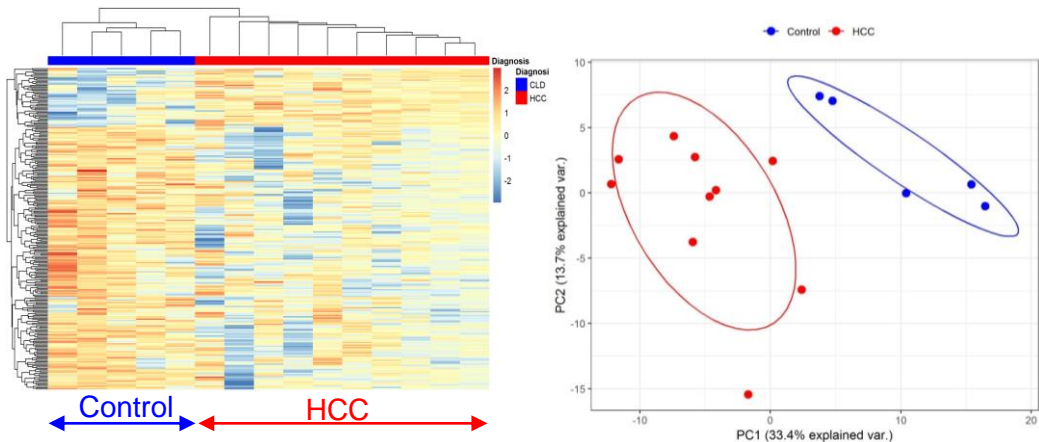 Diagnosis
Diagnosi
CLD
HCC
2
1
0
-1
-2
Control
HCC
Control HCC
10
5
0
-5
-10
-15
PC2 (13.7% explained var.)
-10 0 10 20
PC1 (33.4% explained var.)